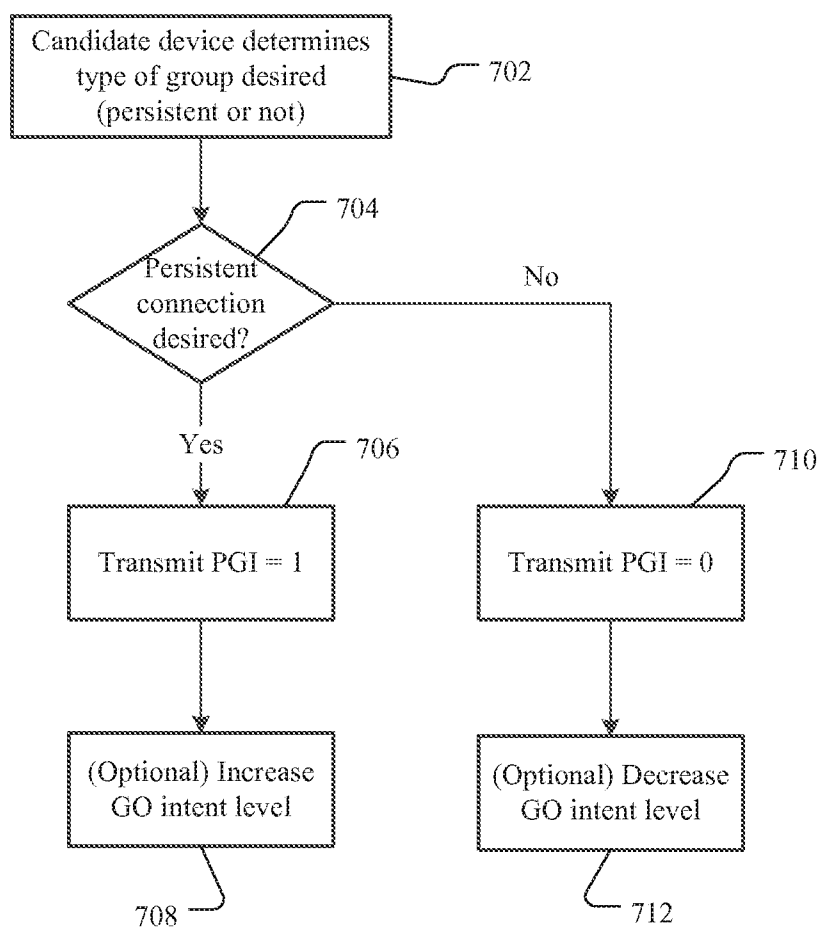 Candidate device determines
type of group desired
(persistent or not)
702
704
Persistent
connection
desired?
No
Yes
706
710
Transmit PGI = 1
Transmit PGI = 0
(Optional) Increase
GO intent level
(Optional) Decrease
GO intent level
708
712